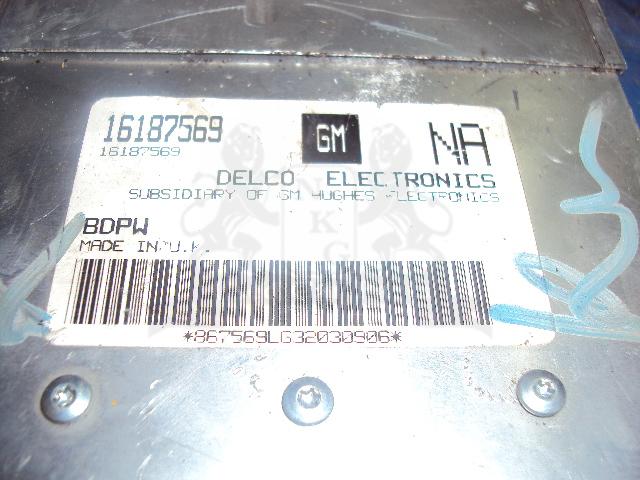 16187569
GM
NA
16187569
DELCO ELECTRONICS
SUBSIDIARY OF GM HUGHES ELECTRONICS
BDPW
MADE IN U.K.
*867569LG32030906*